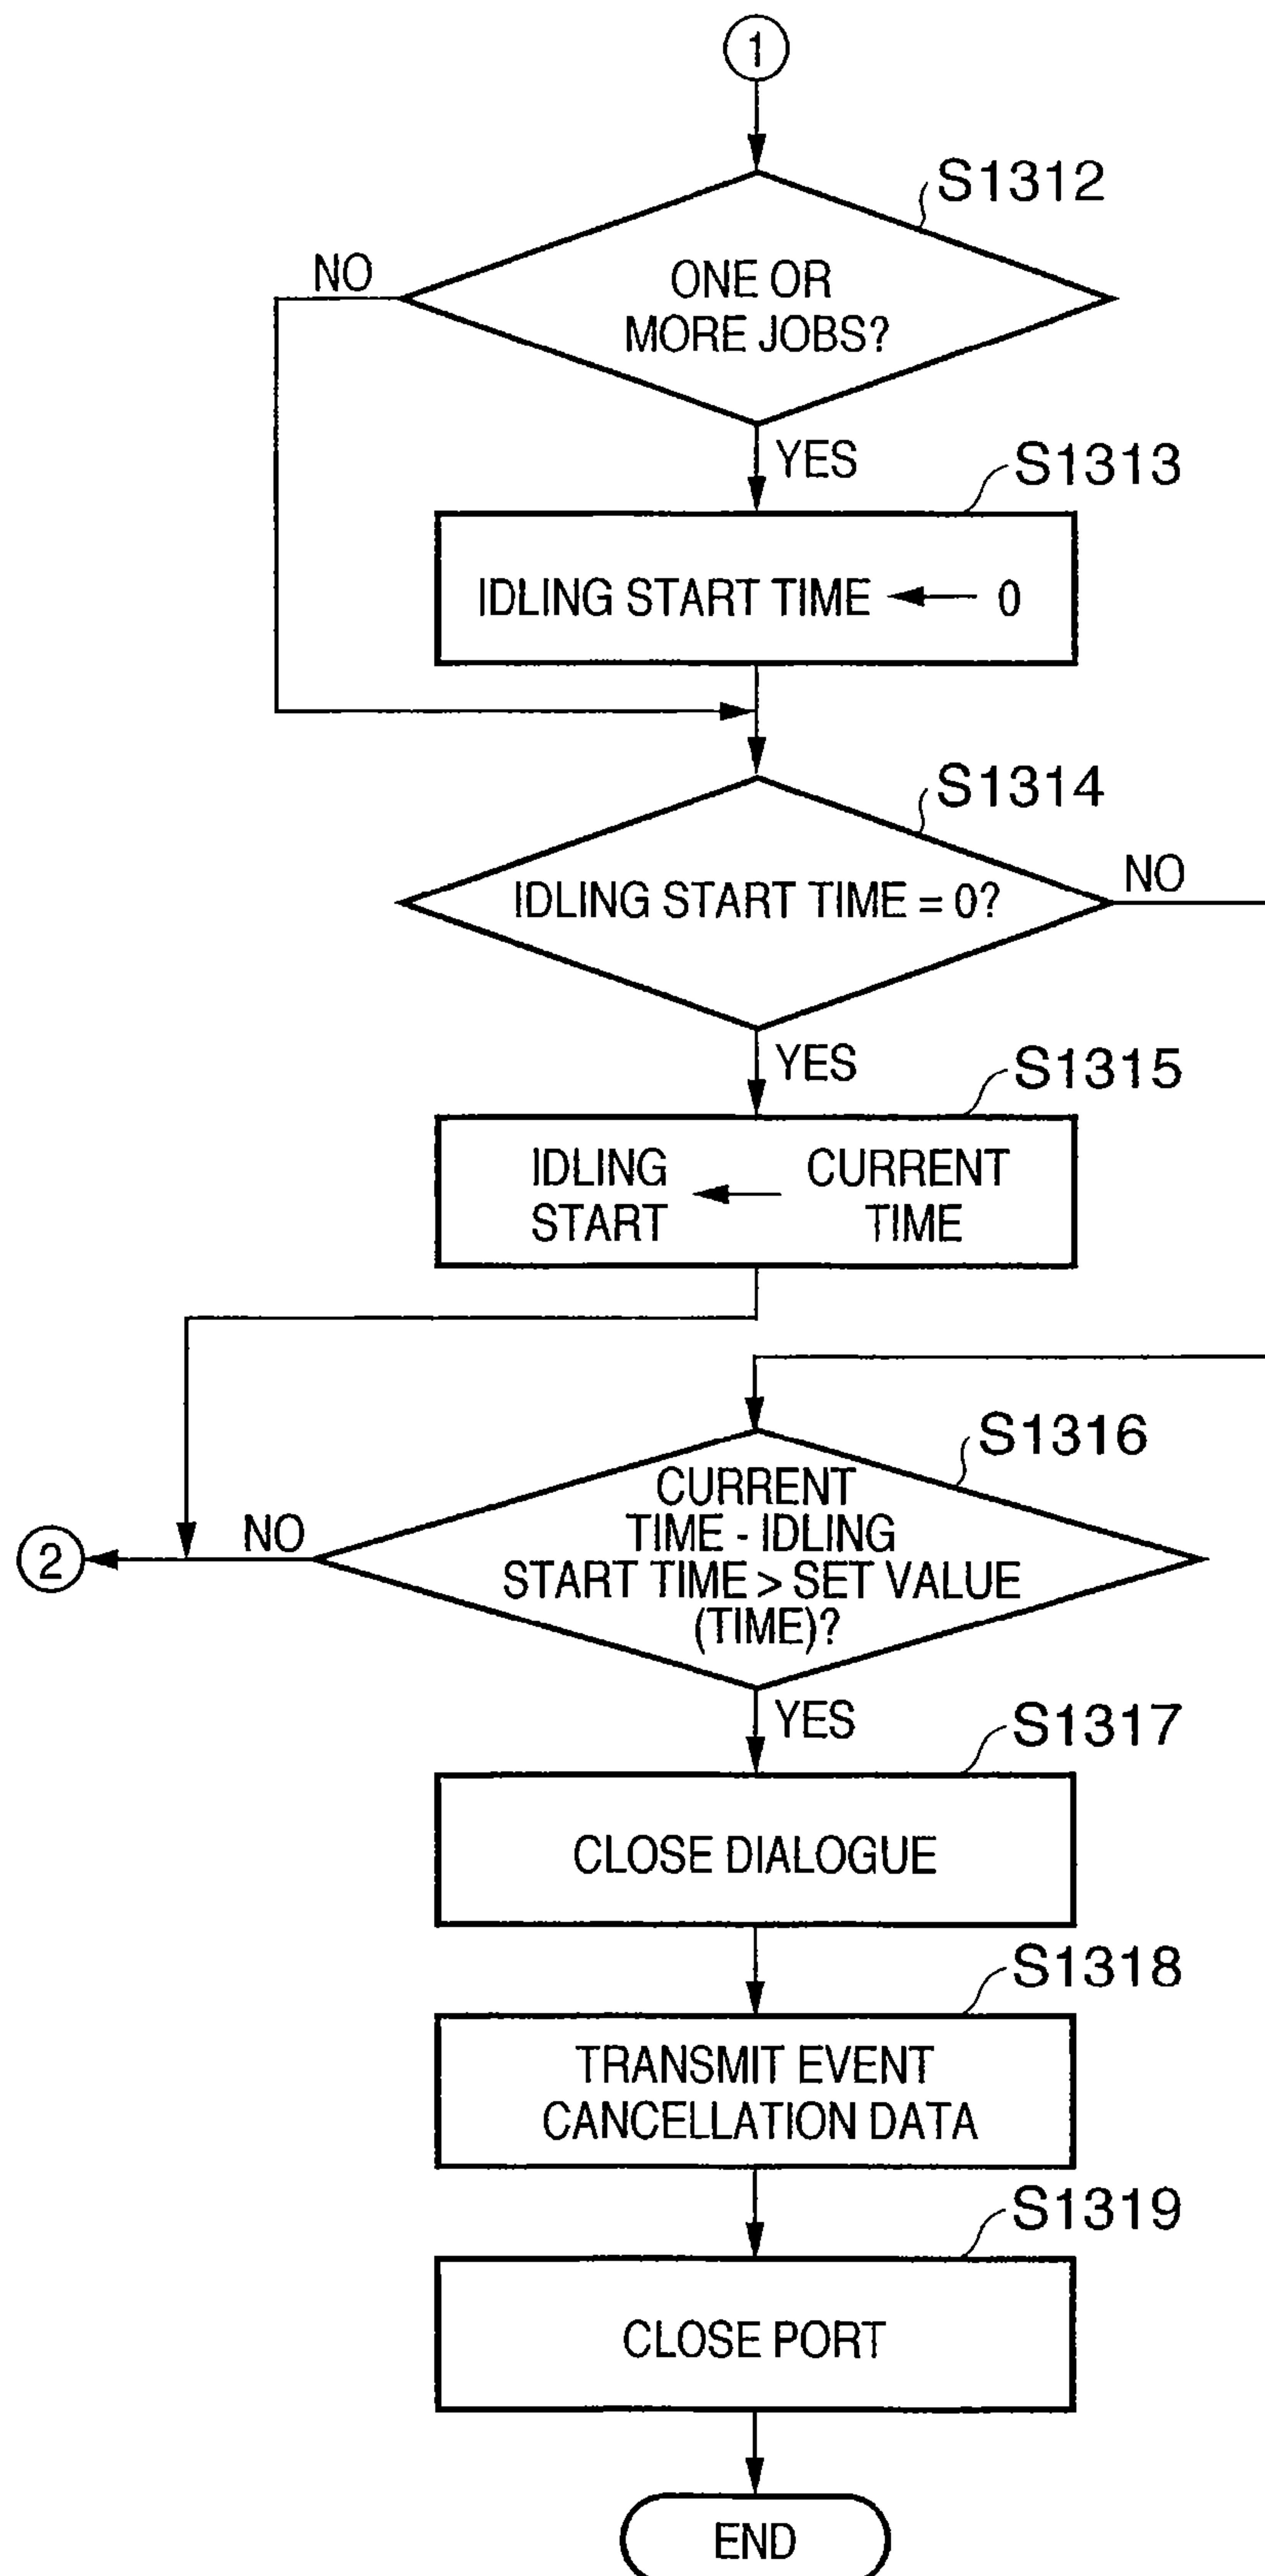 1
S1312
NO
ONE OR
MORE JOBS?
YES
S1313
IDLING START TIME ← 0
S1314
IDLING START TIME = 0?
NO
YES
S1315
IDLING
START
←
CURRENT
TIME
S1316
CURRENT
TIME - IDLING
START TIME > SET VALUE
(TIME)?
NO
2
YES
S1317
CLOSE DIALOGUE
S1318
TRANSMIT EVENT
CANCELLATION DATA
S1319
CLOSE PORT
END